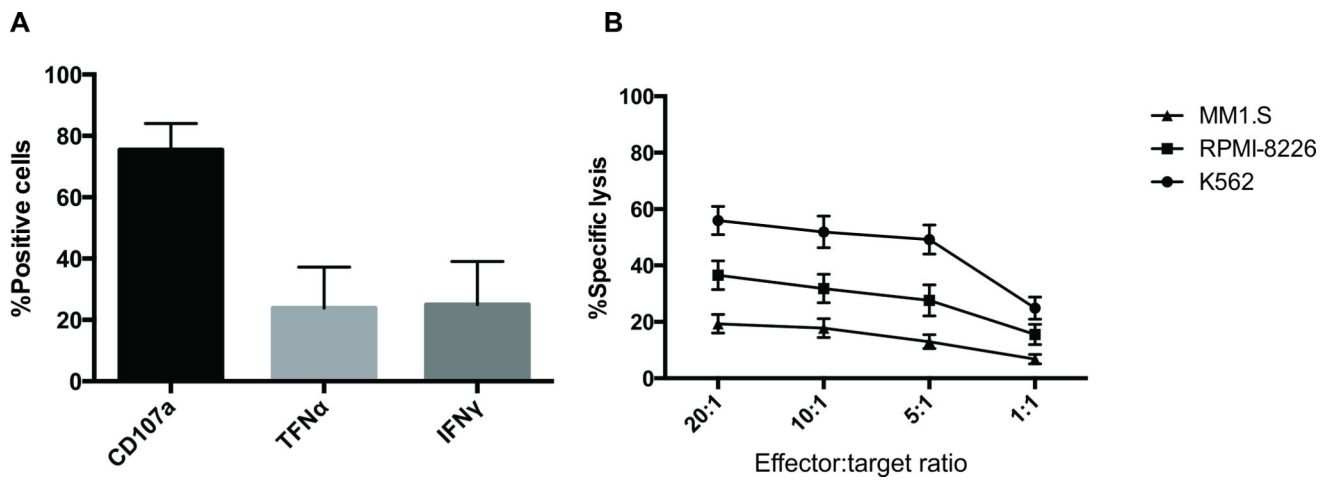 A
%Positive cells
100
80
60
40
20
0
CD107a
TFNα
IFNγ
B
%Specific lysis
100
80
60
40
20
0
20:1
10:1
5:1
1:1
Effector:target ratio
MM1.S
RPMI-8226
K562